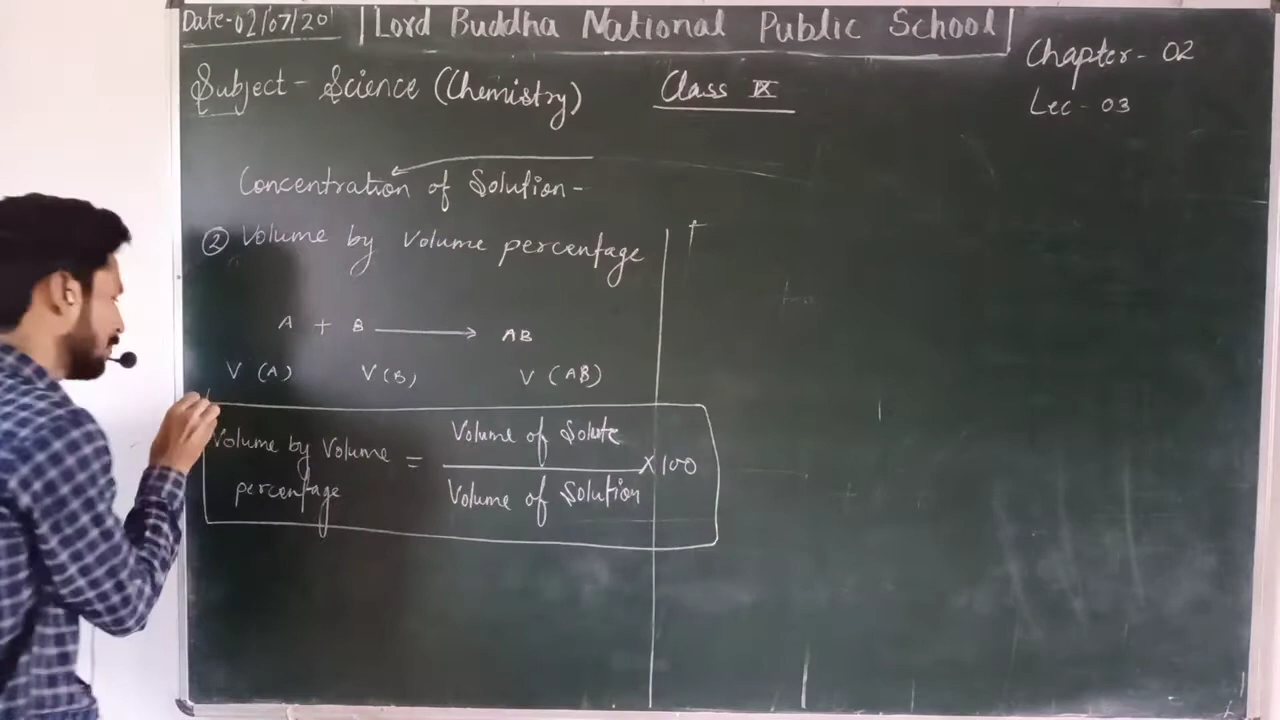 Date-02/07/20
Lord Buddha National Public School
Chapter- 02
Lec - 03
Subject - Science (Chemistry)
Class IX
Concentration of Solution-
② Volume by Volume percentage
A + B ⟶ AB
V (A) V(B) V (AB)
Volume by Volume percentage = Volume of Solute / Volume of Solution × 100